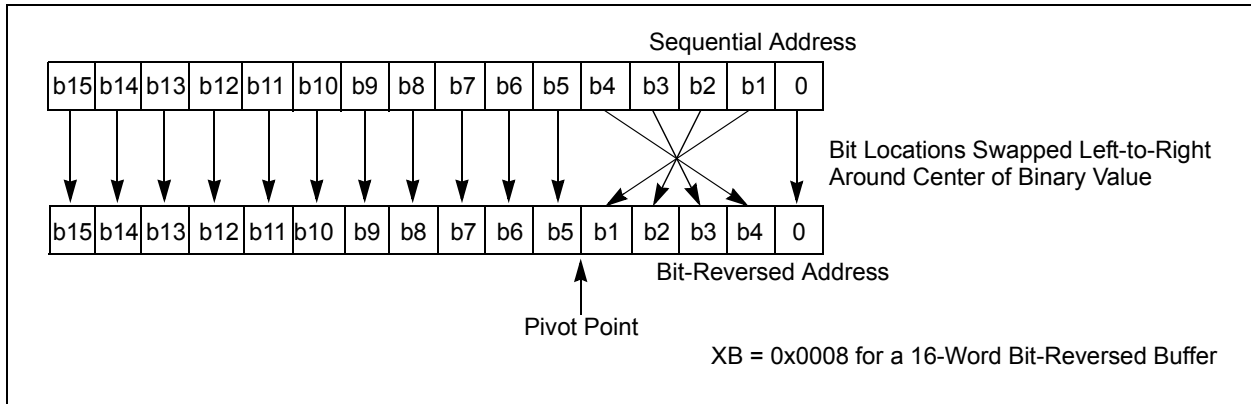 Sequential Address
b15 b14 b13 b12 b11 b10 b9 b8 b7 b6 b5 b4 b3 b2 b1 0
Bit Locations Swapped Left-to-Right
Around Center of Binary Value
b15 b14 b13 b12 b11 b10 b9 b8 b7 b6 b5 b1 b2 b3 b4 0
Bit-Reversed Address
Pivot Point
XB = 0x0008 for a 16-Word Bit-Reversed Buffer